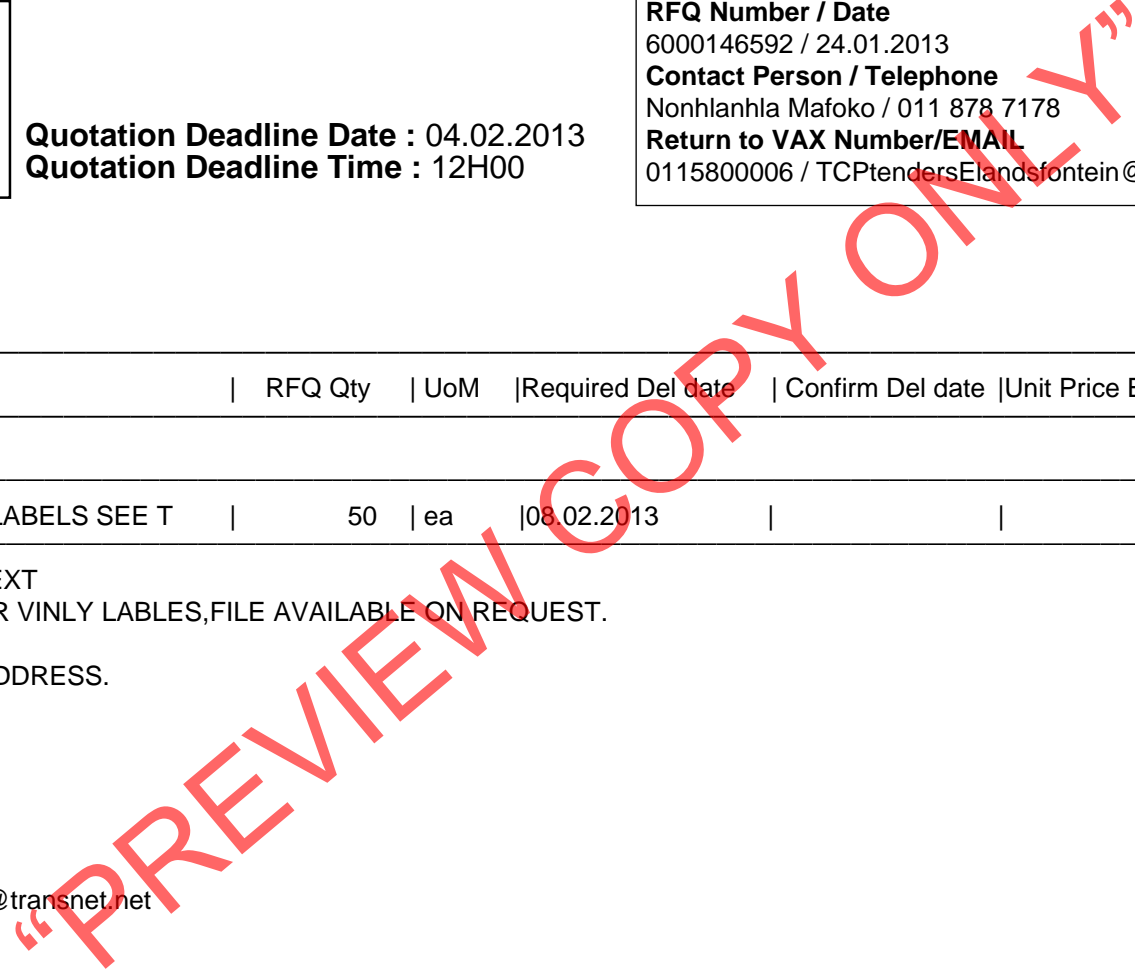 RFQ Number / Date
6000146592 / 24.01.2013
Contact Person / Telephone
Nonhlanhla Mafoko / 011 878 7178
Return to VAX Number/EMAIL
0115800006 / TCPtendersElandsfontein@
Quotation Deadline Date : 04.02.2013
Quotation Deadline Time : 12H00
| RFQ Qty | UoM |Required Del date | Confirm Del date |Unit Price E
LABELS SEE T | 50 | ea |08.02.2013 | |
EXT
R VINLY LABLES,FILE AVAILABLE ON REQUEST.
DDRESS.
@transnet.net
“PREVIEW COPY ONLY”